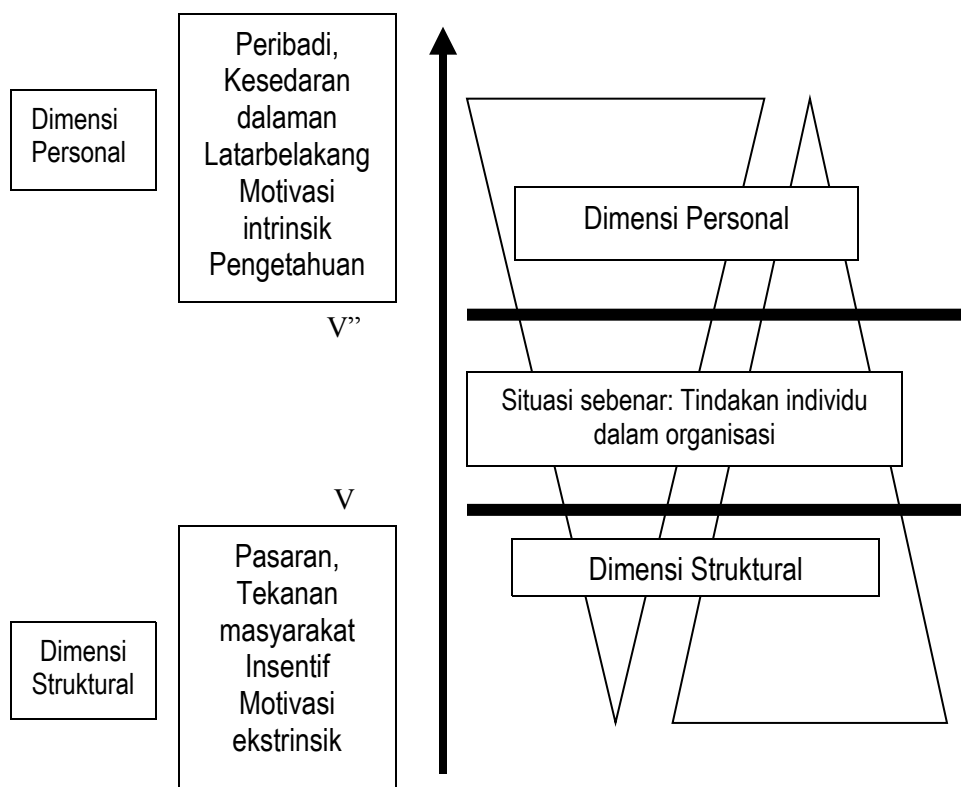 Dimensi
Personal
Peribadi,
Kesedaran
dalaman
Latarbelakang
Motivasi
intrinsik
Pengetahuan
V”
Dimensi Personal
Situasi sebenar: Tindakan individu
dalam organisasi
V
Dimensi
Struktural
Pasaran,
Tekanan
masyarakat
Insentif
Motivasi
ekstrinsik
Dimensi Struktural